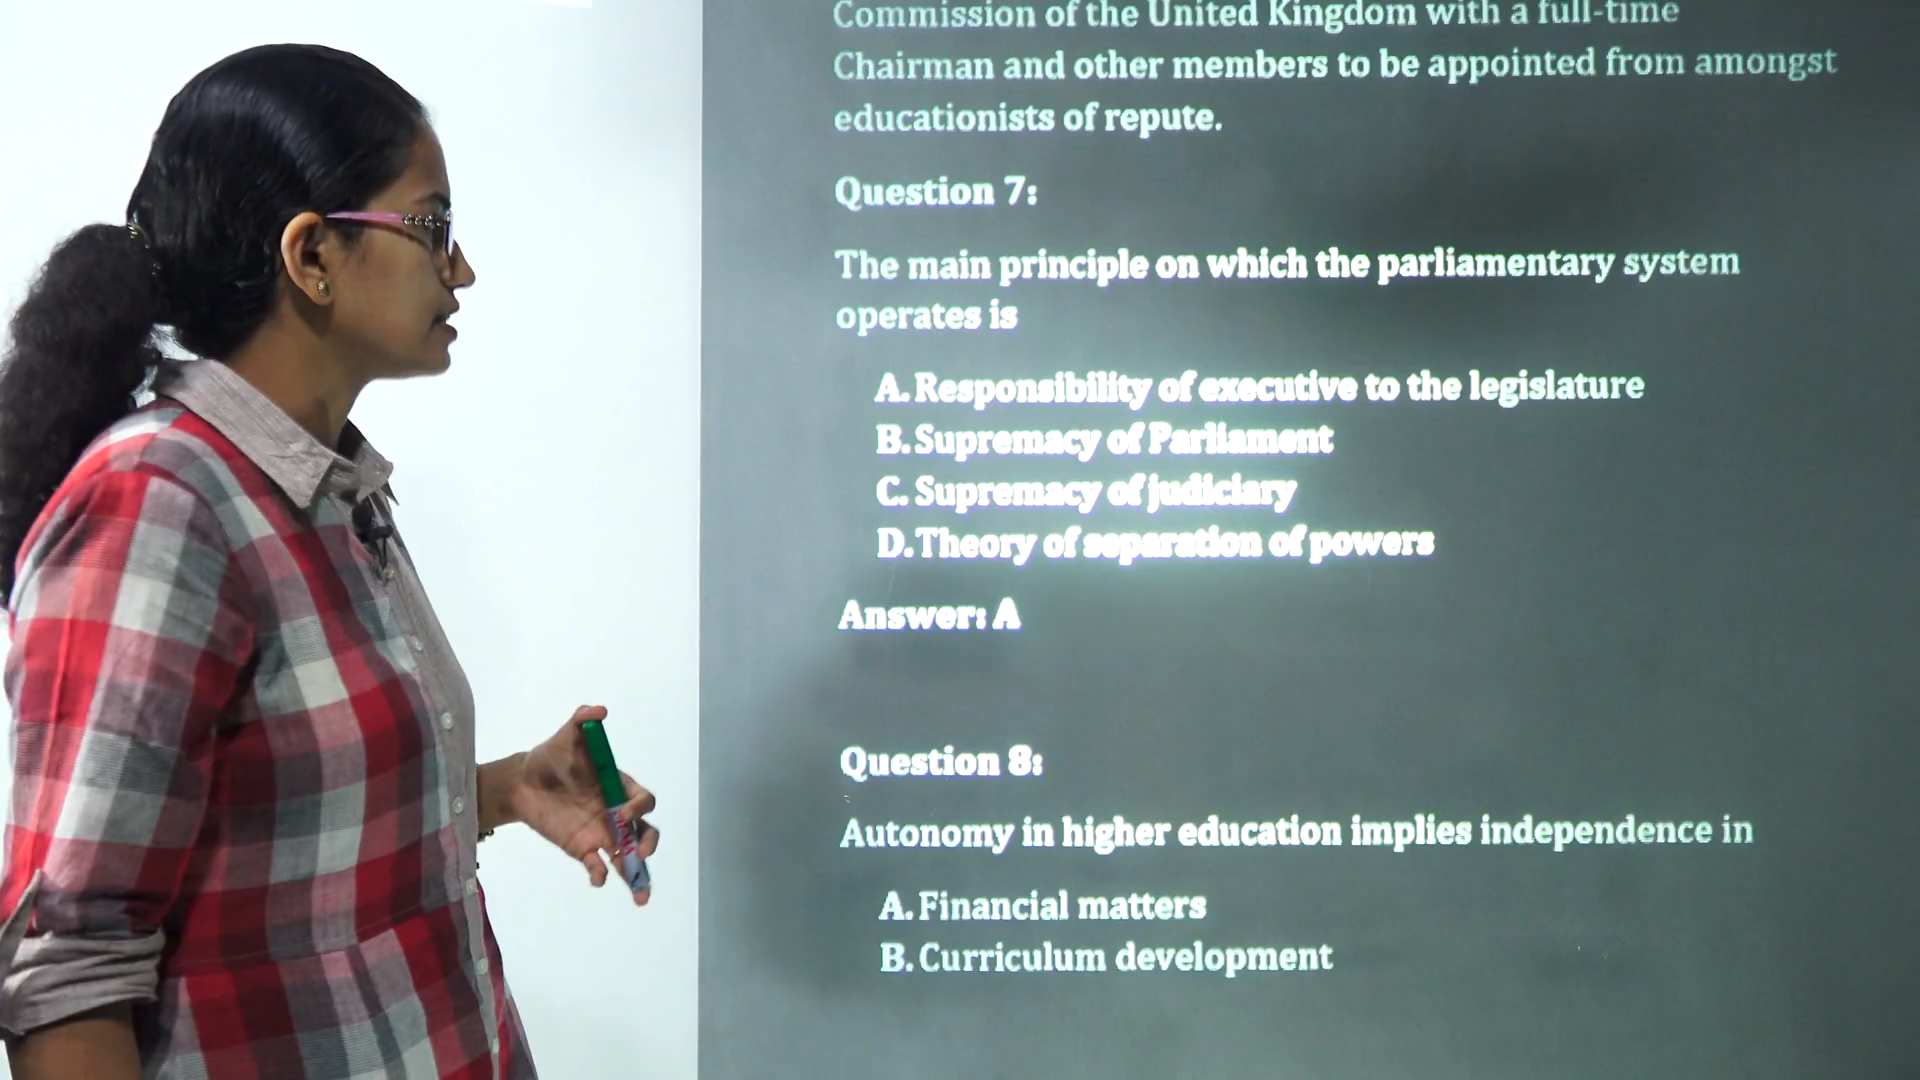 Commission of the United Kingdom with a full-time
Chairman and other members to be appointed from amongst
educationists of repute.
Question 7:
The main principle on which the parliamentary system
operates is
A. Responsibility of executive to the legislature
B. Supremacy of Parliament
C. Supremacy of judiciary
D. Theory of separation of powers
Answer: A
Question 8:
Autonomy in higher education implies independence in
A. Financial matters
B. Curriculum development